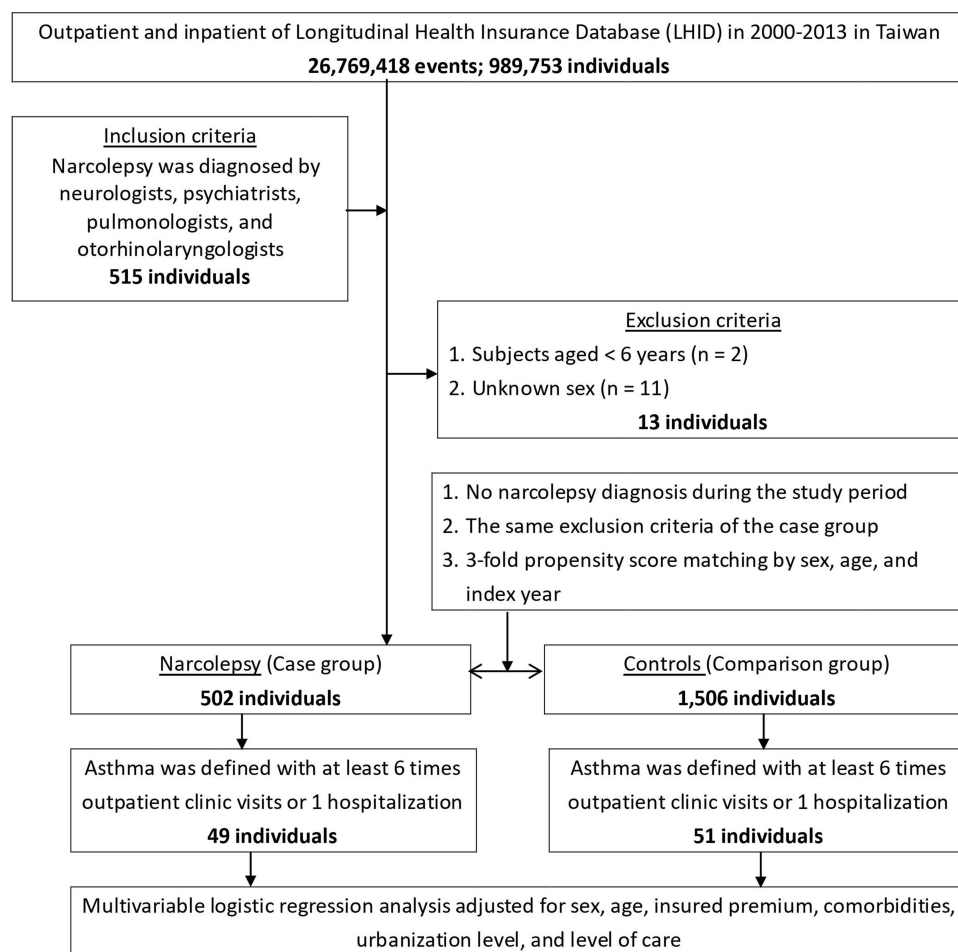 Outpatient and inpatient of Longitudinal Health Insurance Database (LHID) in 2000-2013 in Taiwan
26,769,418 events; 989,753 individuals
Inclusion criteria
Narcolepsy was diagnosed by
neurologists, psychiatrists,
pulmonologists, and
otorhinolaryngologists
515 individuals
Exclusion criteria
1. Subjects aged < 6 years (n = 2)
2. Unknown sex (n = 11)
13 individuals
1. No narcolepsy diagnosis during the study period
2. The same exclusion criteria of the case group
3. 3-fold propensity score matching by sex, age, and
index year
Narcolepsy (Case group)
502 individuals
Controls (Comparison group)
1,506 individuals
Asthma was defined with at least 6 times
outpatient clinic visits or 1 hospitalization
49 individuals
Asthma was defined with at least 6 times
outpatient clinic visits or 1 hospitalization
51 individuals
Multivariable logistic regression analysis adjusted for sex, age, insured premium, comorbidities,
urbanization level, and level of care